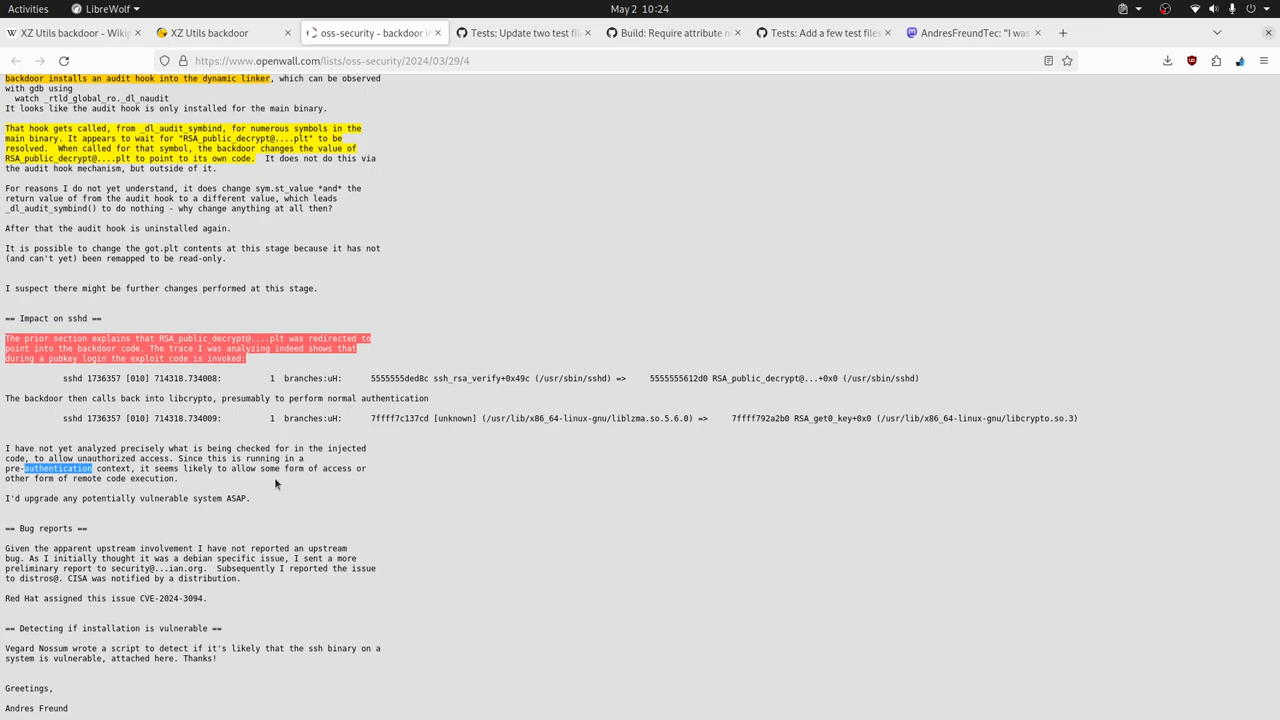 Activities
LibreWolf
May 2 10:24
XZ Utils backdoor - Wikip
XZ Utils backdoor
oss-security - backdoor in
Tests: Update two test file
Build: Require attribute n
Tests: Add a few test files
AndresFreundTec: "I was
https://www.openwall.com/lists/oss-security/2024/03/29/4
backdoor installs an audit hook into the dynamic linker, which can be observed
with gdb using
watch _rtld_global_ro._dl_naudit
It looks like the audit hook is only installed for the main binary.
That hook gets called, from _dl_audit_symbind, for numerous symbols in the
main binary. It appears to wait for "RSA_public_decrypt@....plt" to be
resolved.  When called for that symbol, the backdoor changes the value of
RSA_public_decrypt@....plt to point to its own code.  It does not do this via
the audit hook mechanism, but outside of it.
For reasons I do not yet understand, it does change sym.st_value *and* the
return value of from the audit hook to a different value, which leads
_dl_audit_symbind() to do nothing - why change anything at all then?
After that the audit hook is uninstalled again.
It is possible to change the got.plt contents at this stage because it has not
(and can't yet) been remapped to be read-only.
I suspect there might be further changes performed at this stage.
== Impact on sshd ==
The prior section explains that RSA_public_decrypt@....plt was redirected to
point into the backdoor code. The trace I was analyzing indeed shows that
during a pubkey login the exploit code is invoked:
sshd 1736357 [010] 714318.734008:          1  branches:uH:      5555555ded8c ssh_rsa_verify+0x49c (/usr/sbin/sshd) =>     5555555612d0 RSA_public_decrypt@...+0x0 (/usr/sbin/sshd)
The backdoor then calls back into libcrypto, presumably to perform normal authentication
sshd 1736357 [010] 714318.734009:          1  branches:uH:      7ffff7c137cd [unknown] (/usr/lib/x86_64-linux-gnu/liblzma.so.5.6.0) =>     7ffff792a2b0 RSA_get0_key+0x0 (/usr/lib/x86_64-linux-gnu/libcrypto.so.3)
I have not yet analyzed precisely what is being checked for in the injected
code, to allow unauthorized access. Since this is running in a
pre-authentication context, it seems likely to allow some form of access or
other form of remote code execution.
I'd upgrade any potentially vulnerable system ASAP.
== Bug reports ==
Given the apparent upstream involvement I have not reported an upstream
bug. As I initially thought it was a debian specific issue, I sent a more
preliminary report to security@...ian.org.  Subsequently I reported the issue
to distros@. CISA was notified by a distribution.
Red Hat assigned this issue CVE-2024-3094.
== Detecting if installation is vulnerable ==
Vegard Nossum wrote a script to detect if it's likely that the ssh binary on a
system is vulnerable, attached here. Thanks!
Greetings,
Andres Freund